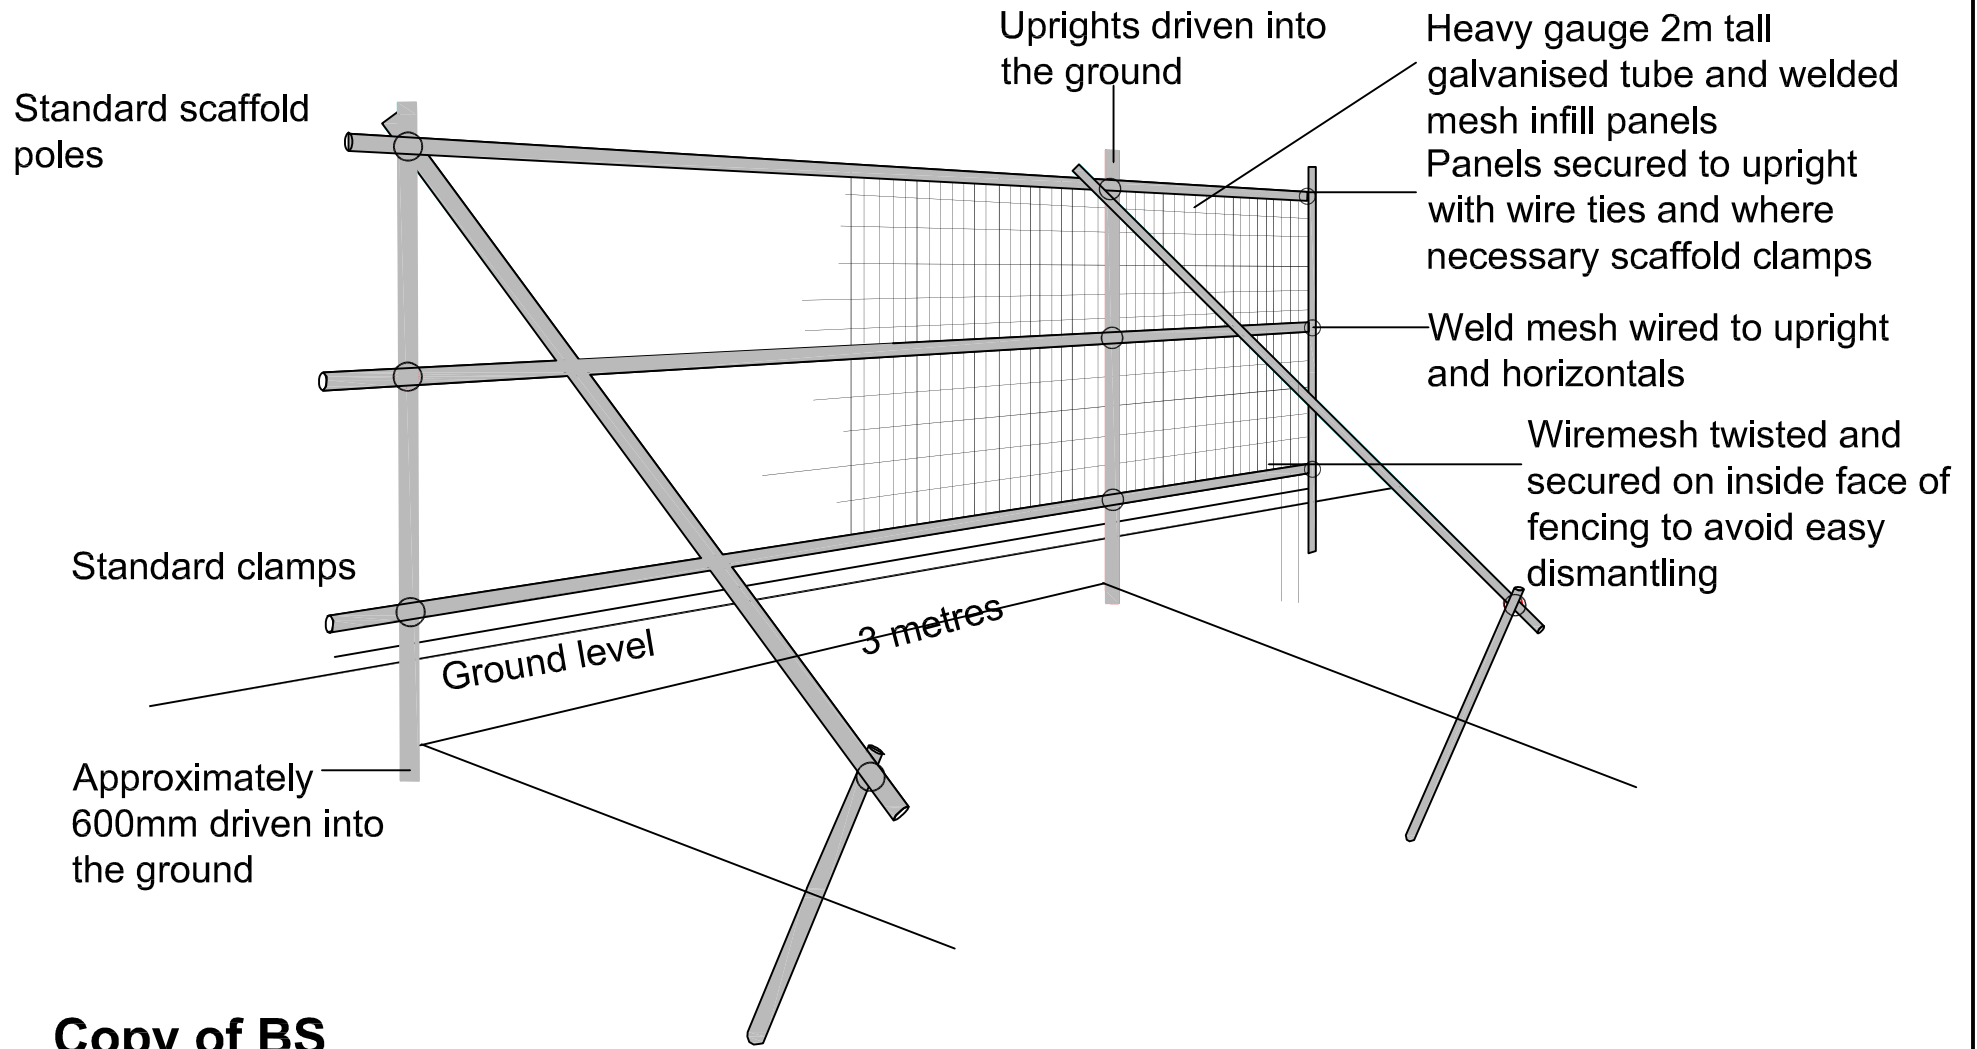 Uprights driven into
the ground
Heavy gauge 2m tall
galvanised tube and welded
mesh infill panels
Standard scaffold
poles
Panels secured to upright
with wire ties and where
necessary scaffold clamps
Weld mesh wired to upright
and horizontals
Wiremesh twisted and
secured on inside face of
fencing to avoid easy
dismantling
Standard clamps
3 metres
Ground level
Approximately
600mm driven into
the ground
Copy of BS